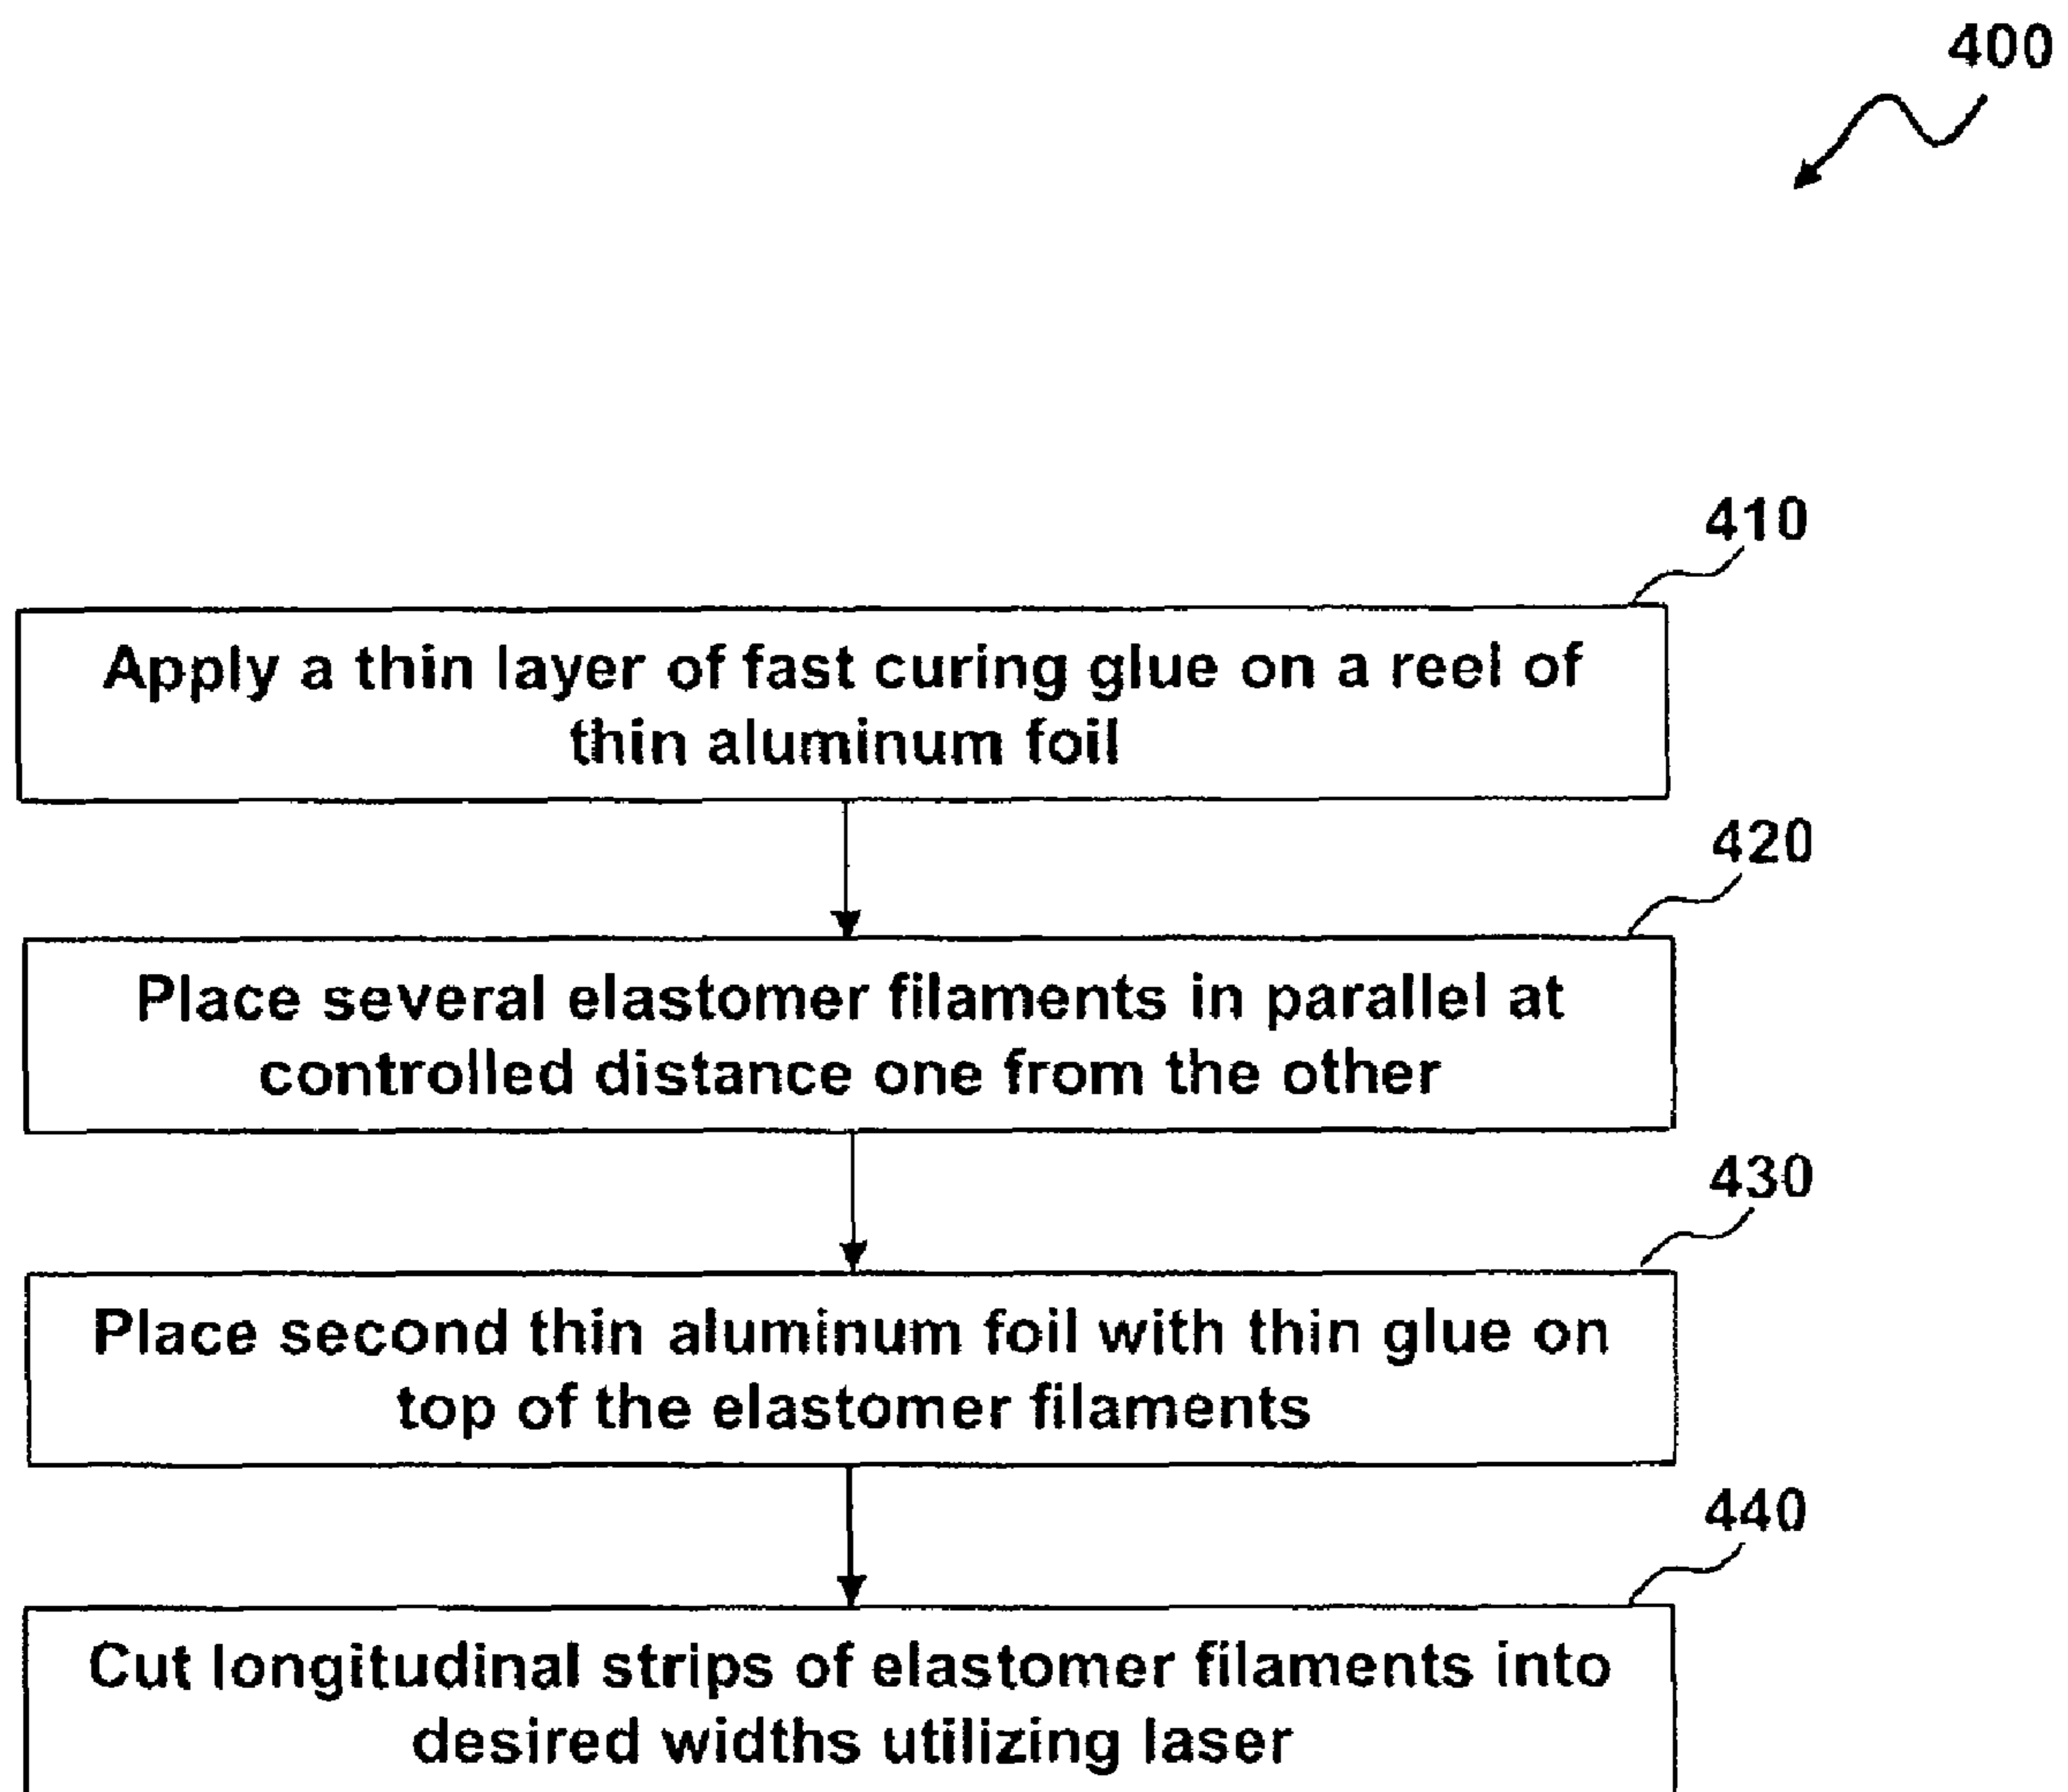 400
410
Apply a thin layer of fast curing glue on a reel of
thin aluminum foil
420
Place several elastomer filaments in parallel at
controlled distance one from the other
430
Place second thin aluminum foil with thin glue on
top of the elastomer filaments
440
Cut longitudinal strips of elastomer filaments into
desired widths utilizing laser